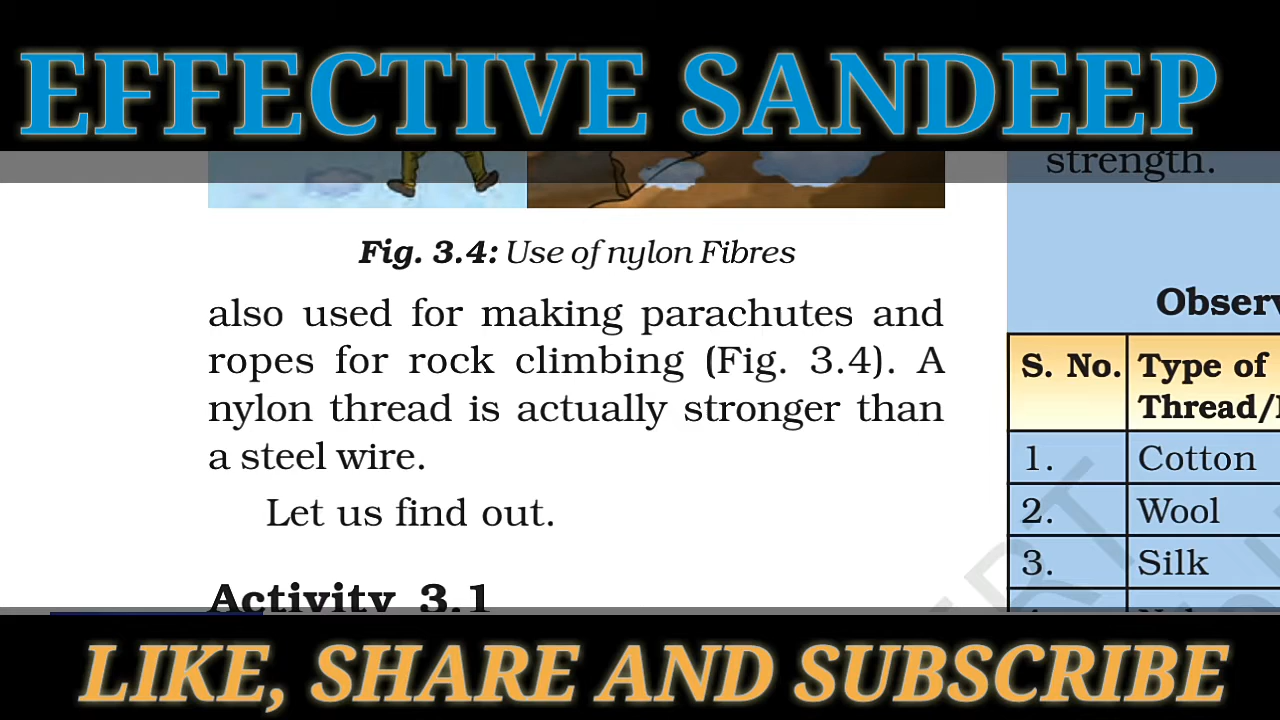 EFFECTIVE SANDEEP
strength.
Fig. 3.4: Use of nylon Fibres
also used for making parachutes and
ropes for rock climbing (Fig. 3.4). A
nylon thread is actually stronger than
a steel wire.
Let us find out.
Activity 3.1
S. No.
Type of
Thread/
1.
Cotton
2.
Wool
3.
Silk
LIKE, SHARE AND SUBSCRIBE